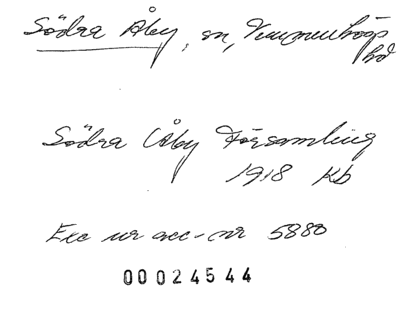 Södra Åby, sn, Vemmenhögs
hd
Södra Åby Församling
1918 Kb
Exc ur acc-nr 5880
00024544